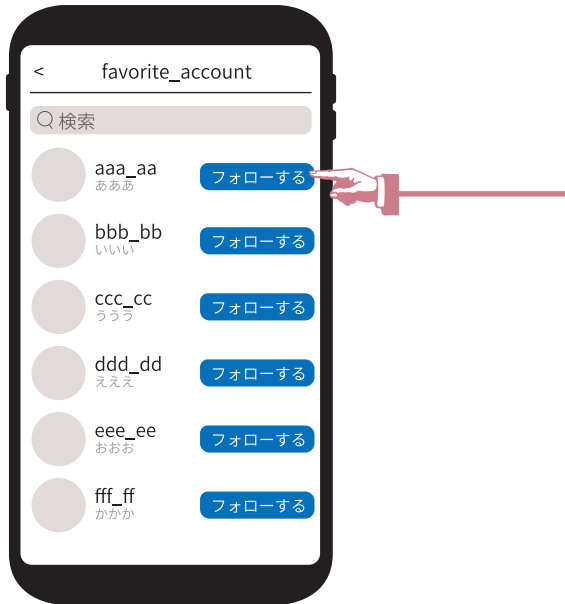 < favorite_account
検索
aaa_aa
あああ
フォローする
bbb_bb
いいい
フォローする
ccc_cc
ううう
フォローする
ddd_dd
えええ
フォローする
eee_ee
おおお
フォローする
fff_ff
かかか
フォローする